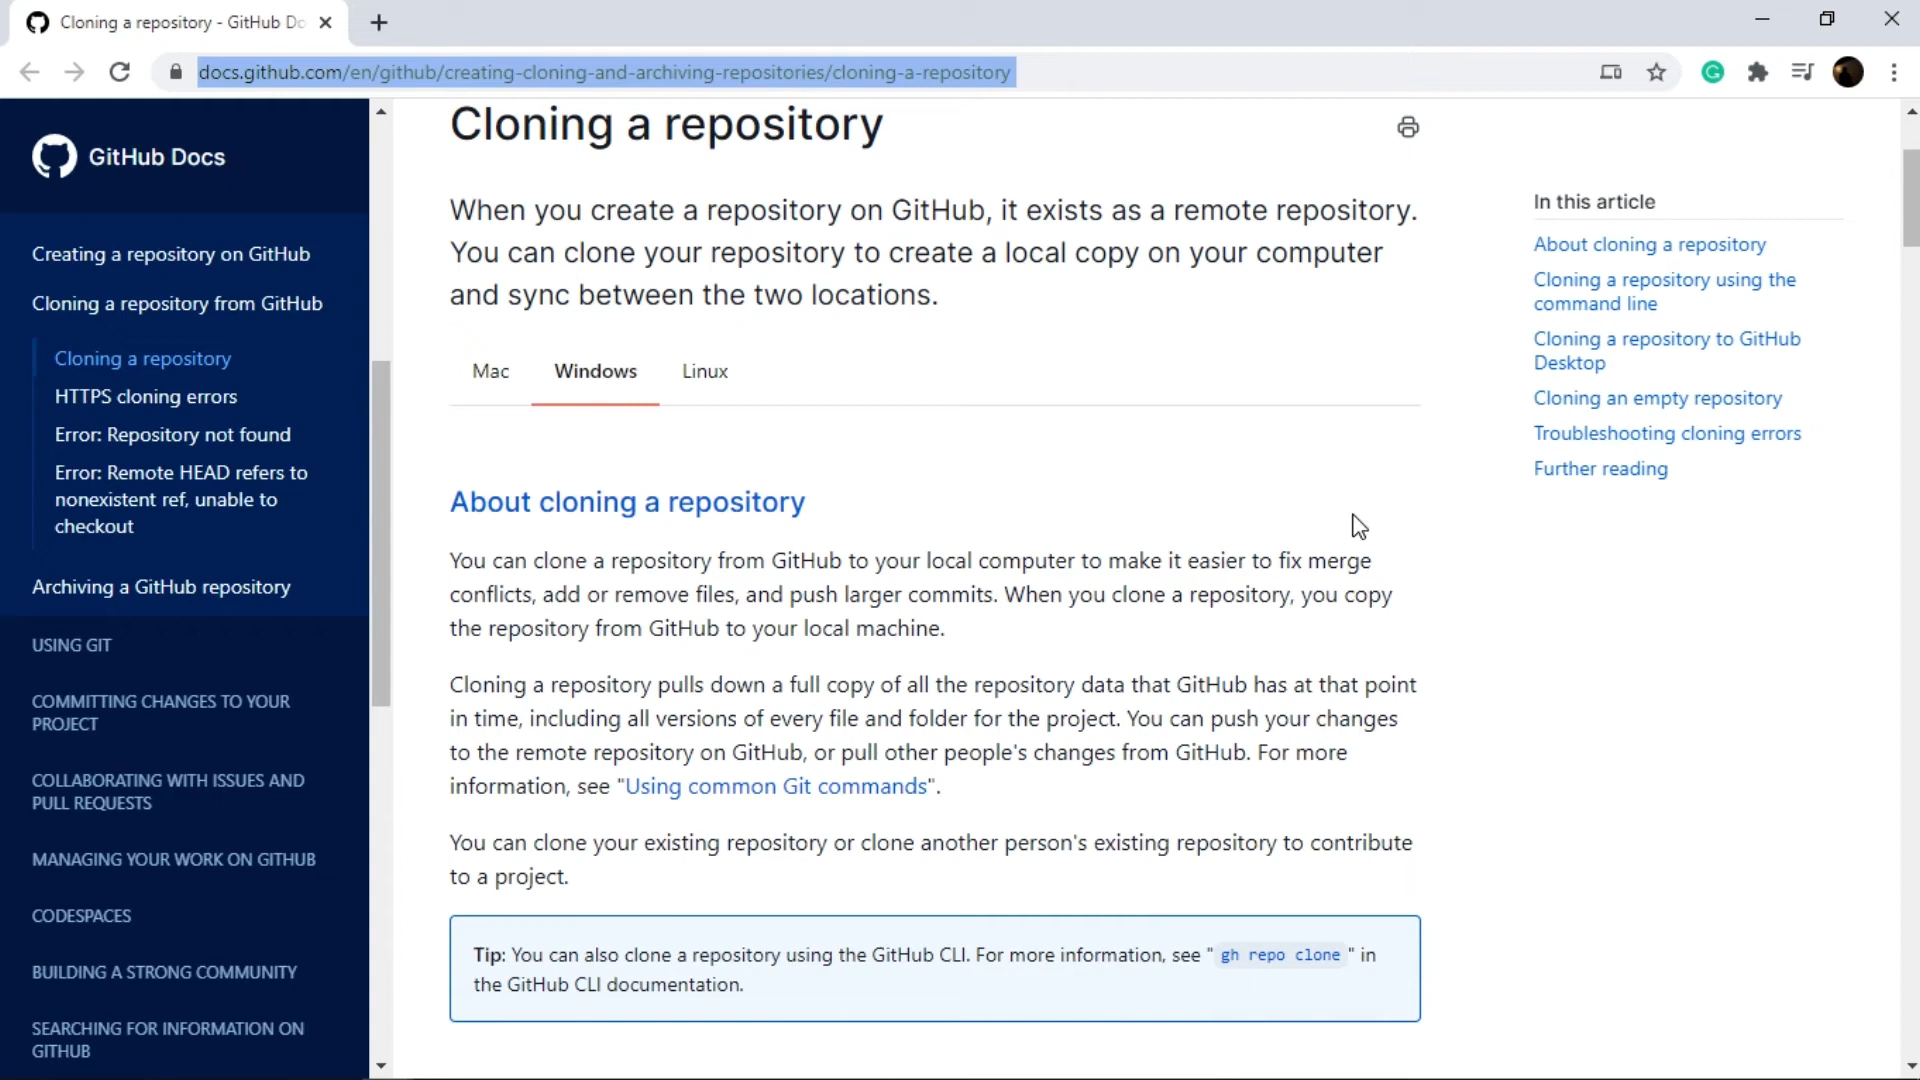 Cloning a repository - GitHub Do
docs.github.com/en/github/creating-cloning-and-archiving-repositories/cloning-a-repository
GitHub Docs
Creating a repository on GitHub
Cloning a repository from GitHub
Cloning a repository
HTTPS cloning errors
Error: Repository not found
Error: Remote HEAD refers to
nonexistent ref, unable to
checkout
Archiving a GitHub repository
USING GIT
COMMITTING CHANGES TO YOUR
PROJECT
COLLABORATING WITH ISSUES AND
PULL REQUESTS
MANAGING YOUR WORK ON GITHUB
CODESPACES
BUILDING A STRONG COMMUNITY
SEARCHING FOR INFORMATION ON
GITHUB
Cloning a repository
When you create a repository on GitHub, it exists as a remote repository.
You can clone your repository to create a local copy on your computer
and sync between the two locations.
Mac Windows Linux
About cloning a repository
You can clone a repository from GitHub to your local computer to make it easier to fix merge
conflicts, add or remove files, and push larger commits. When you clone a repository, you copy
the repository from GitHub to your local machine.
Cloning a repository pulls down a full copy of all the repository data that GitHub has at that point
in time, including all versions of every file and folder for the project. You can push your changes
to the remote repository on GitHub, or pull other people's changes from GitHub. For more
information, see "Using common Git commands".
You can clone your existing repository or clone another person's existing repository to contribute
to a project.
Tip: You can also clone a repository using the GitHub CLI. For more information, see "gh repo clone" in
the GitHub CLI documentation.
In this article
About cloning a repository
Cloning a repository using the
command line
Cloning a repository to GitHub
Desktop
Cloning an empty repository
Troubleshooting cloning errors
Further reading